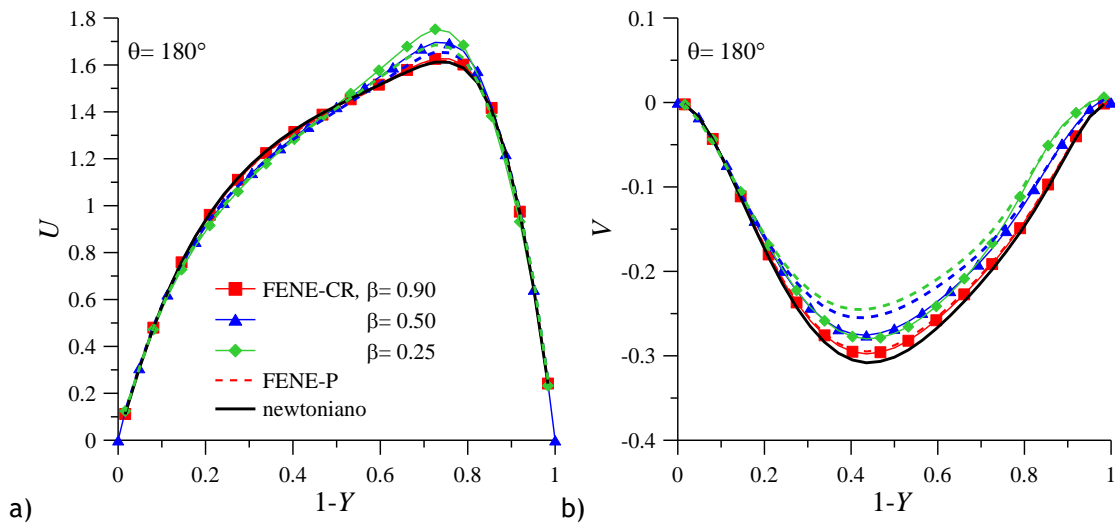 1.8
1.6
1.4
1.2
1
0.8
0.6
0.4
0.2
0
U
θ= 180°
FENE-CR, β= 0.90
β= 0.50
β= 0.25
FENE-P
newtoniano
0 0.2 0.4 0.6 0.8 1
1-Y
a)
0.1
0
-0.1
-0.2
-0.3
-0.4
V
θ= 180°
0 0.2 0.4 0.6 0.8 1
1-Y
b)